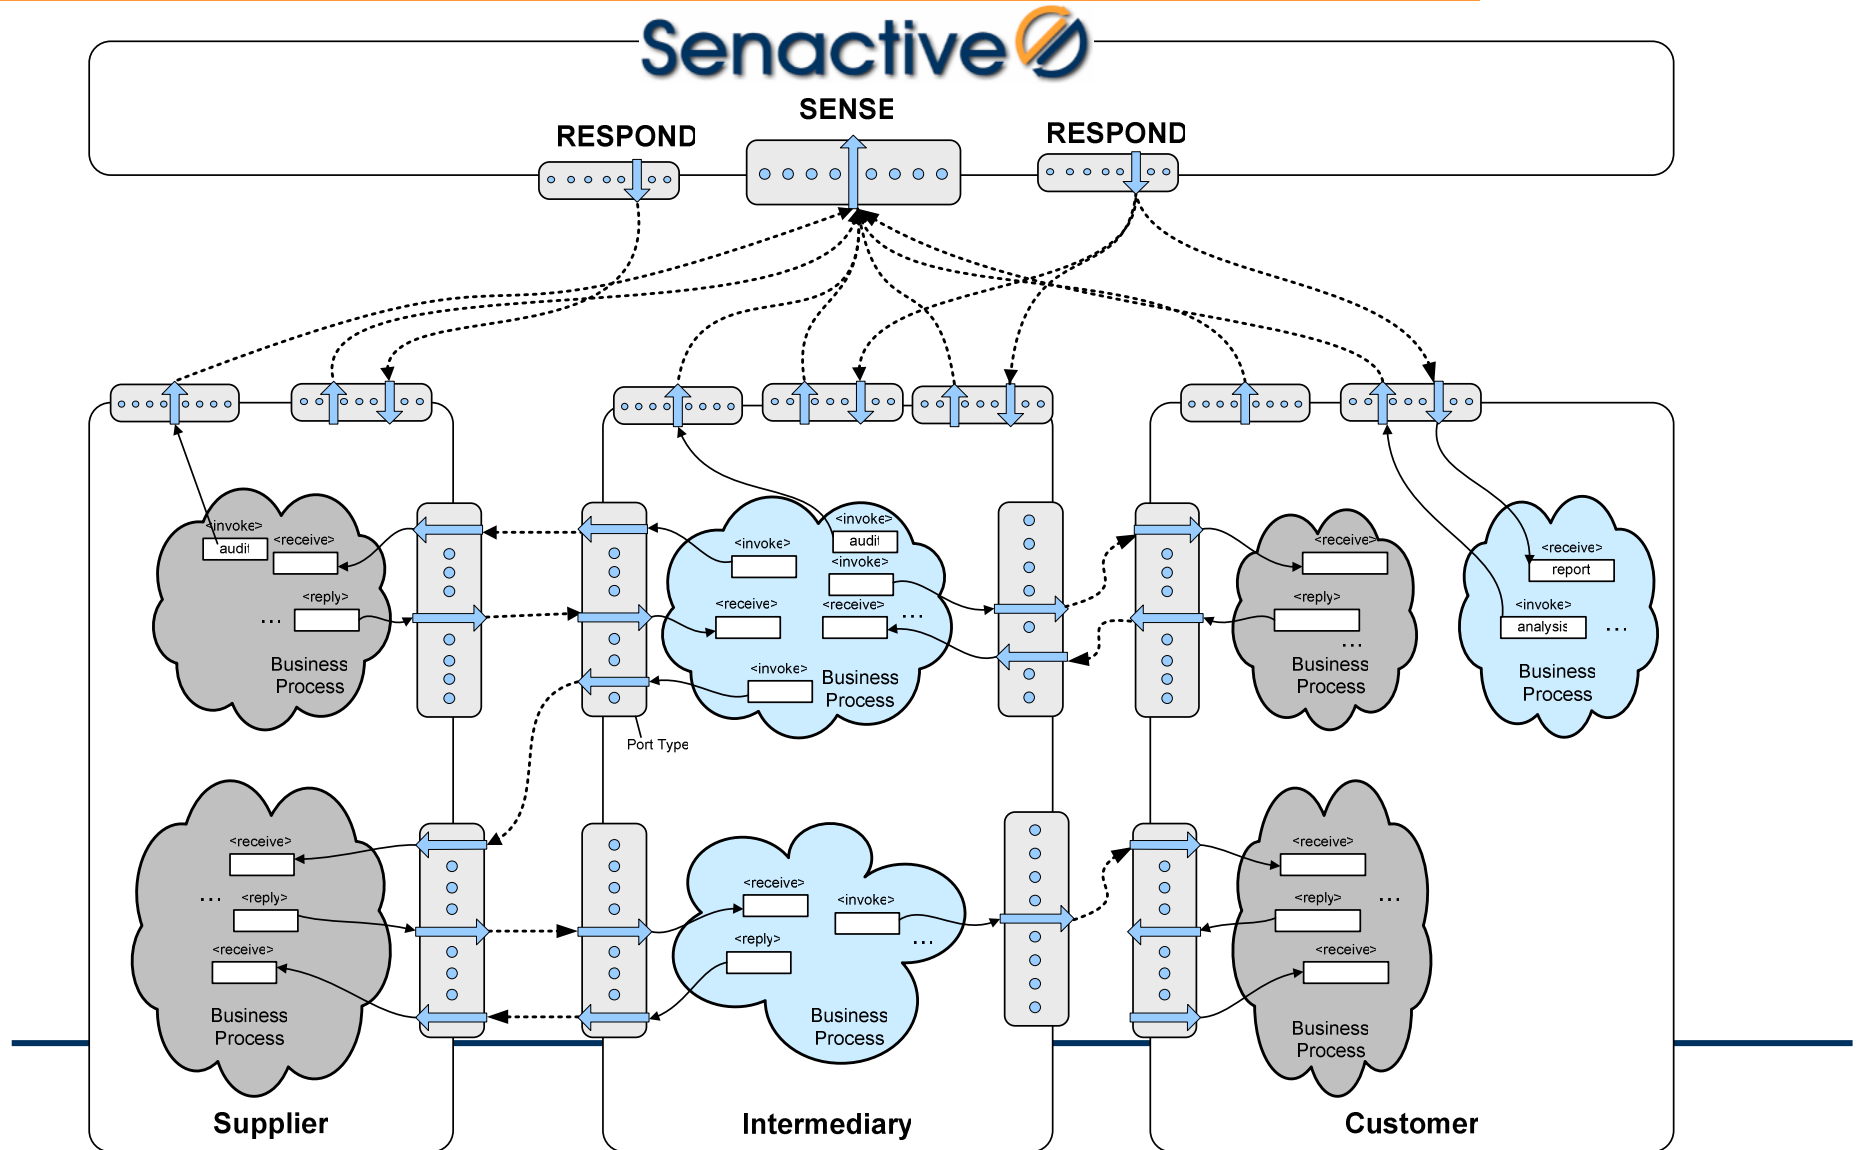 Senactive
SENSE
RESPOND
RESPOND
<invoke>
audit
<receive>
<reply>
...
Business
Process
<invoke>
<invoke>
audit
<invoke>
<receive>
<receive>
...
<invoke>
Business
Process
Port Type
<receive>
<reply>
...
Business
Process
<receive>
report
<invoke>
analysis
...
Business
Process
<receive>
...
<reply>
<receive>
Business
Process
<receive>
<invoke>
<reply>
...
Business
Process
<receive>
<reply>
...
<receive>
Business
Process
Supplier
Intermediary
Customer